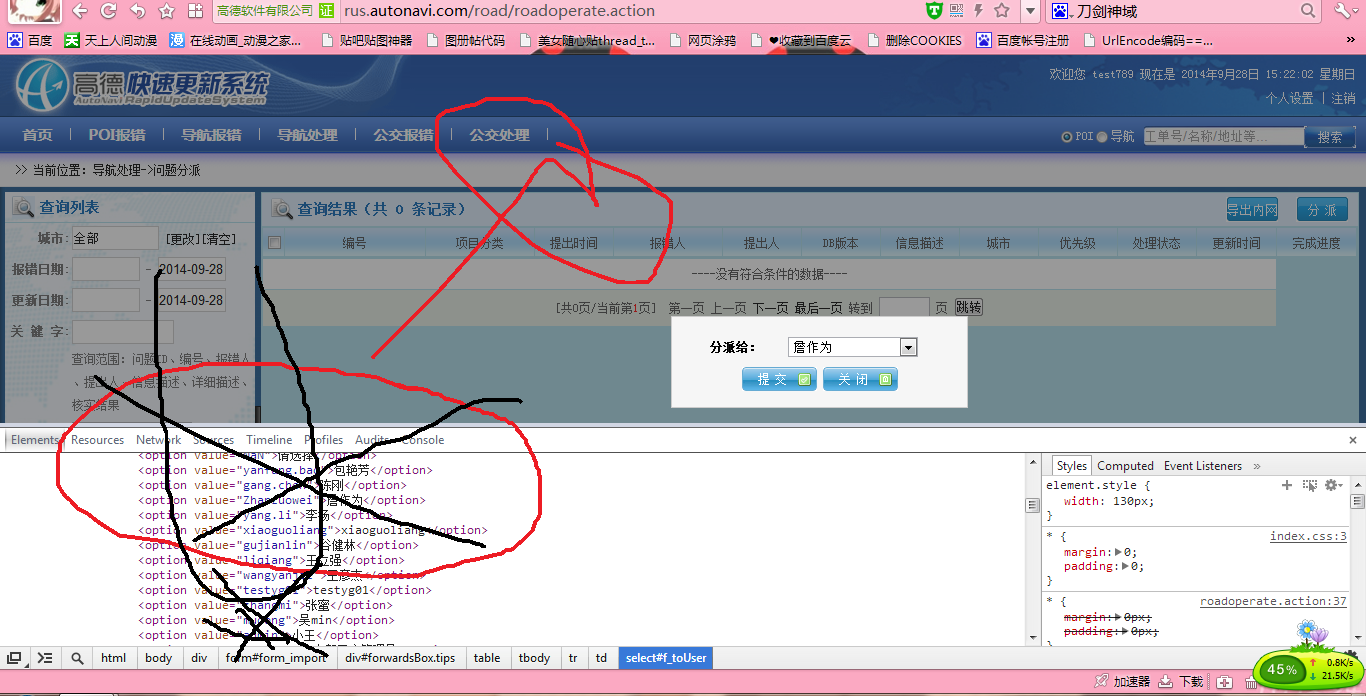 高德软件有限公司 证 rus.autonavi.com/road/roadoperate.action 刀剑神域
百度 天上人间动漫 在线动画_动漫之家... 贴吧贴图神器 图册帖代码 美女随心贴thread_t... 网页涂鸦 ❤收藏到百度云 删除COOKIES 百度帐号注册 UrlEncode编码==... »
高德快速更新系统
AutoNavi RapidUpdateSystem
欢迎您 test789 现在是 2014年9月28日 15:22:02 星期日
个人设置 | 注销
首页 | POI报错 | 导航报错 | 导航处理 | 公交报错 | 公交处理 |
POI 导航 工单号/名称/地址等... 搜索
>> 当前位置: 导航处理->问题分派
查询列表
城市: 全部 [更改][清空]
报错日期: - 2014-09-28
更新日期: - 2014-09-28
关 键 字:
查询范围: 问题ID、编号、报错人
、提出人、信息描述、详细描述、
核实结果
查询结果（共 0 条记录） 导出内网 分 派
编号 项目分类 提出时间 报错人 提出人 DB版本 信息描述 城市 优先级 处理状态 更新时间 完成进度
----没有符合条件的数据----
[共0页/当前第1页] 第一页 上一页 下一页 最后一页 转到 页 跳转
分派给: 詹作为
提 交 关 闭
Elements Resources Network Sources Timeline Profiles Audits Console ×
<option value="NaN">请选择</option>
<option value="yanfang.bao">包艳芳</option>
<option value="gang.chen">陈刚</option>
<option value="Zhanzuowei">詹作为</option>
<option value="yang.li">李杨</option>
<option value="xiaoguoliang">xiaoguoliang</option>
<option value="gujianlin">谷健林</option>
<option value="liqiang">王立强</option>
<option value="wangyanjie">王彦杰</option>
<option value="testyg01">testyg01</option>
<option value="zhangmi">张蜜</option>
吴min</option>
小王</option>
Styles Computed Event Listeners »
element.style {
width: 130px;
}
* { index.css:3
margin:▶0;
padding:▶0;
}
* { roadoperate.action:37
margin:▶0px;
padding:▶0px;
html body div form#form_import div#forwardsBox.tips table tbody tr td select#f_toUser
45% ↑ 0.8K/s
↓ 21.5K/s
加速器 下载